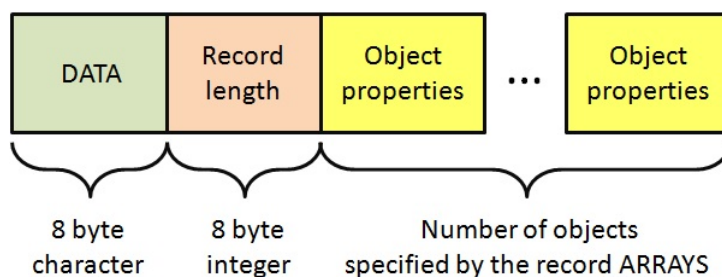 DATA
Record
length
Object
properties
...
Object
properties
8 byte
character
8 byte
integer
Number of objects
specified by the record ARRAYS